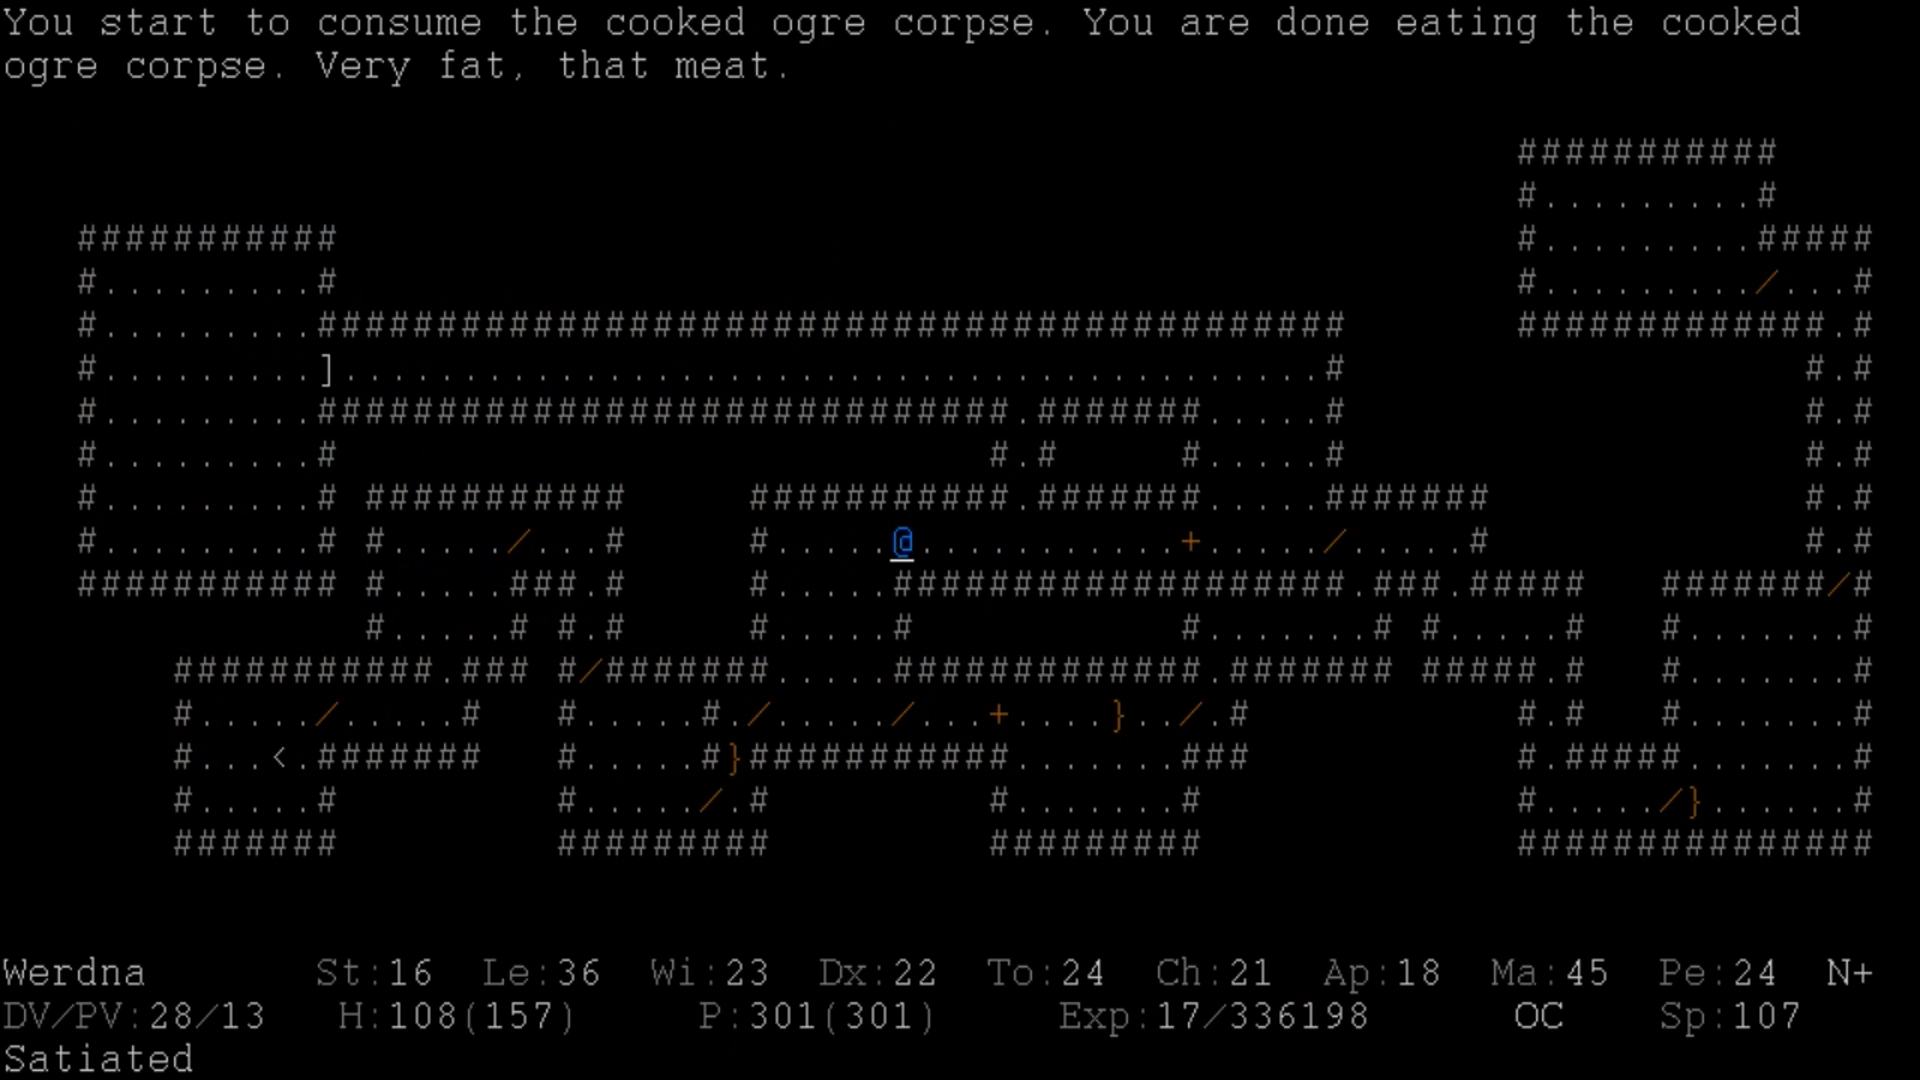 You start to consume the cooked ogre corpse. You are done eating the cooked
ogre corpse. Very fat, that meat.
Werdna St:16 Le:36 Wi:23 Dx:22 To:24 Ch:21 Ap:18 Ma:45 Pe:24 N+
DV/PV:28/13 H:108(157) P:301(301) Exp:17/336198 OC Sp:107
Satiated